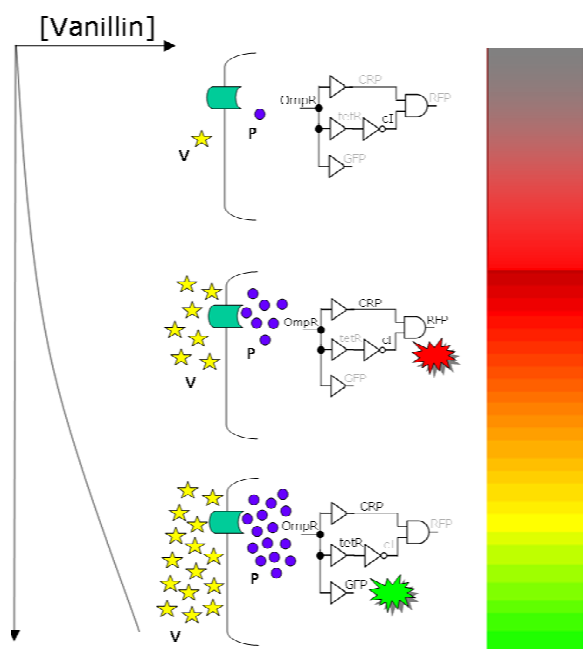 [Vanillin]
CRP
RFP
OmpR
tetR
cI
GFP
P
V
CRP
RFP
OmpR
tetR
cI
GFP
P
V
CRP
RFP
OmpR
tetR
cI
GFP
P
V